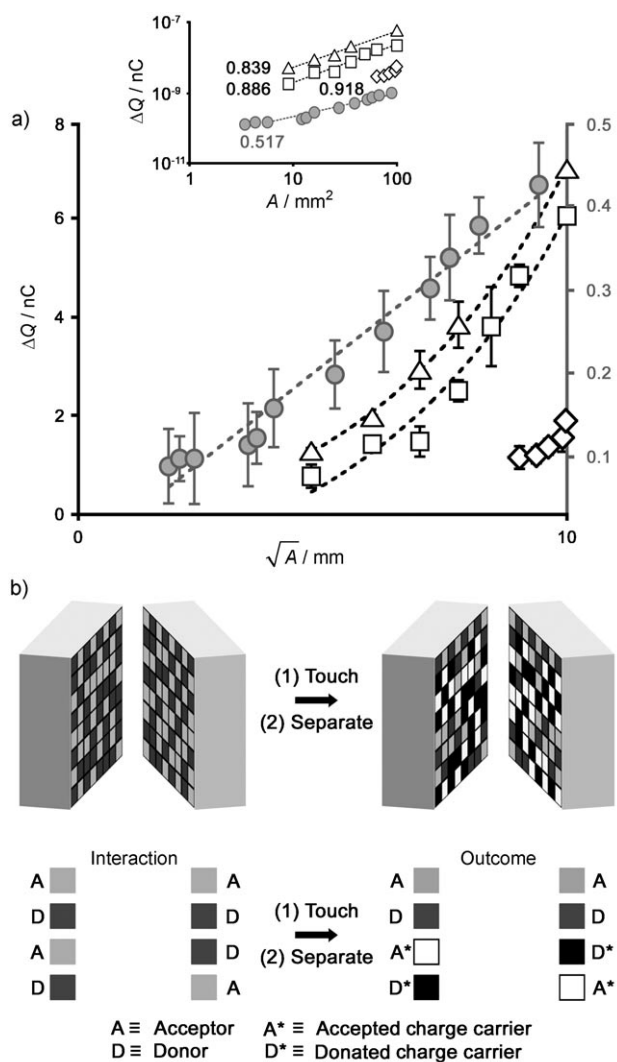 a)
ΔQ / nC
10⁻⁷
10⁻⁹
10⁻¹¹
0.839
0.886
0.918
0.517
1
10
100
A / mm²
ΔQ / nC
8
6
4
2
0
0.5
0.4
0.3
0.2
0.1
0
√A / mm
10
b)
(1) Touch
(2) Separate
Interaction
Outcome
A A A A
D D D D
A D A* D*
D A D* A*
(1) Touch
(2) Separate
A ≡ Acceptor A* ≡ Accepted charge carrier
D ≡ Donor D* ≡ Donated charge carrier